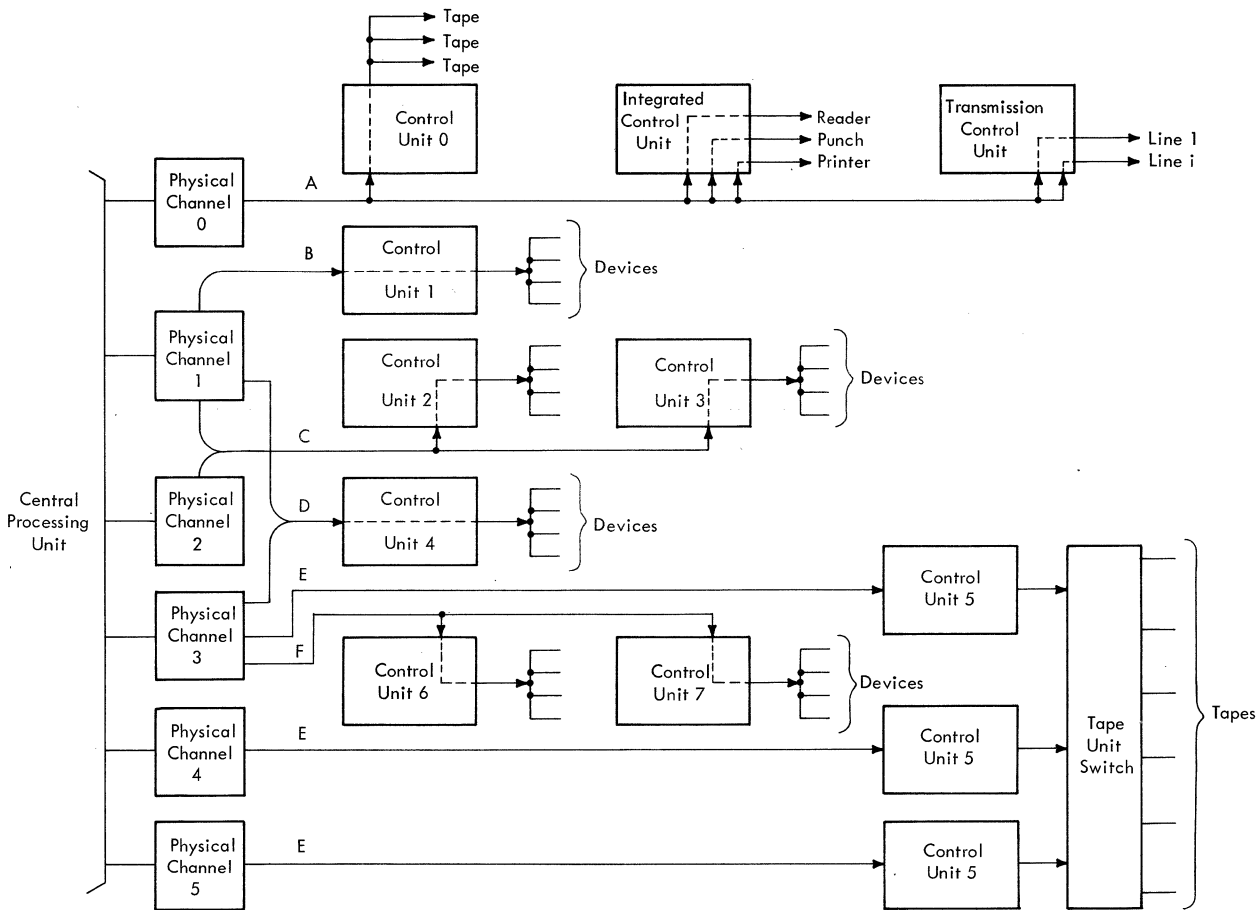 Tape
Tape
Tape
Control
Unit 0
Integrated
Control
Unit
Reader
Punch
Printer
Transmission
Control
Unit
Line 1
Line i
Physical
Channel
0
A
B
Control
Unit 1
Devices
Physical
Channel
1
Control
Unit 2
Control
Unit 3
Devices
C
Central
Processing
Unit
Physical
Channel
2
D
Control
Unit 4
Devices
E
Control
Unit 5
Physical
Channel
3
F
Control
Unit 6
Control
Unit 7
Devices
Physical
Channel
4
E
Control
Unit 5
Tape
Unit
Switch
Tapes
Physical
Channel
5
E
Control
Unit 5